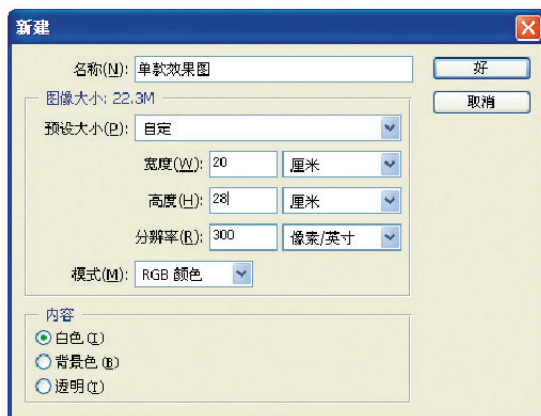 新建
名称(N): 单款效果图
好
图像大小: 22.3M
取消
预设大小(P): 自定
宽度(W): 20 厘米
高度(H): 28 厘米
分辨率(R): 300 像素/英寸
模式(M): RGB 颜色
内容
白色(I)
背景色(B)
透明(T)